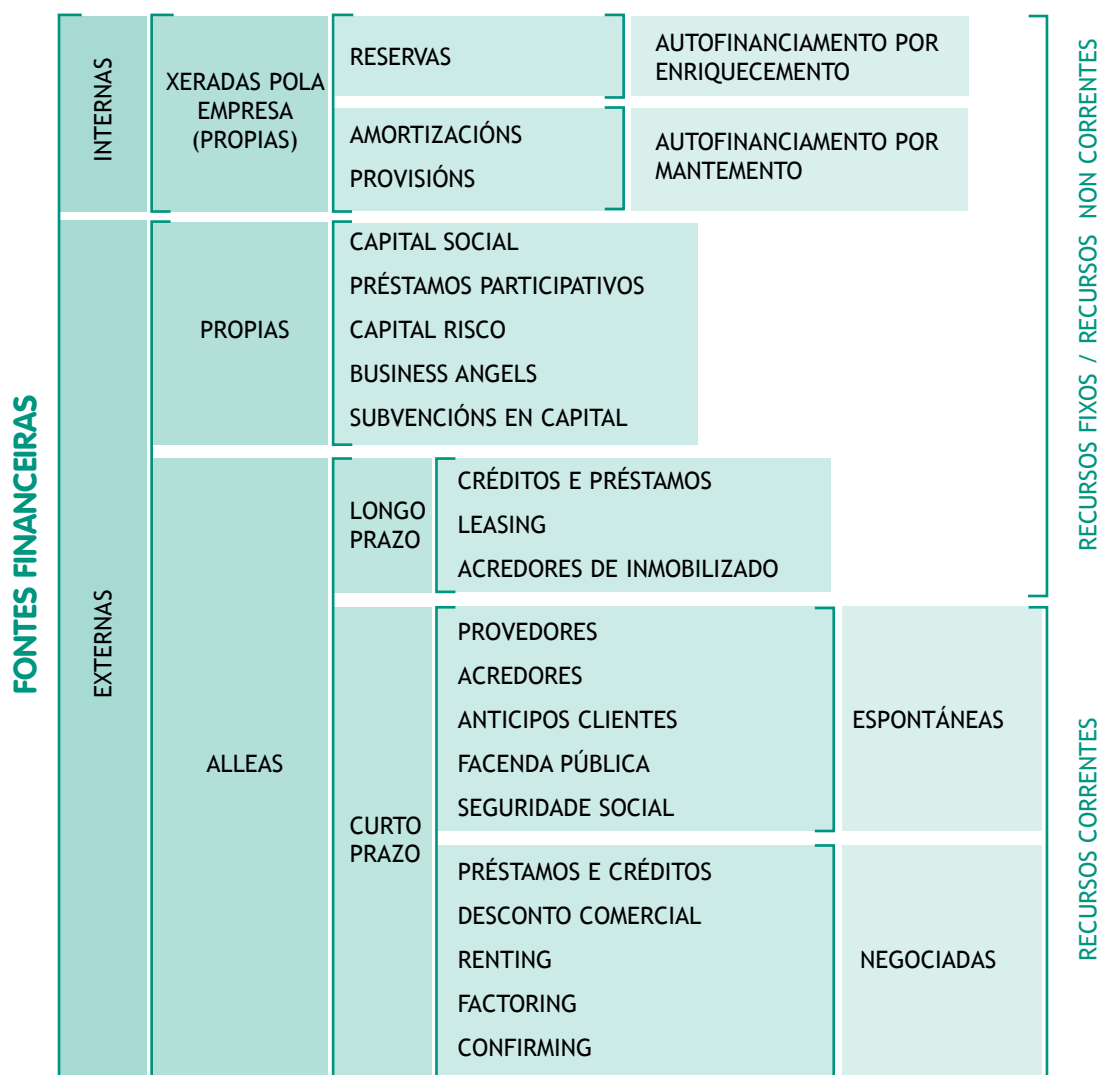 FONTES FINANCEIRAS
INTERNAS
XERADAS POLA
EMPRESA
(PROPIAS)
RESERVAS
AUTOFINANCIAMENTO POR
ENRIQUECEMENTO
AMORTIZACIÓNS
PROVISIÓNS
AUTOFINANCIAMENTO POR
MANTEMENTO
EXTERNAS
PROPIAS
CAPITAL SOCIAL
PRÉSTAMOS PARTICIPATIVOS
CAPITAL RISCO
BUSINESS ANGELS
SUBVENCIÓNS EN CAPITAL
ALLEAS
LONGO
PRAZO
CRÉDITOS E PRÉSTAMOS
LEASING
ACREDORES DE INMOBILIZADO
CURTO
PRAZO
PROVEDORES
ACREDORES
ANTICIPOS CLIENTES
FACENDA PÚBLICA
SEGURIDADE SOCIAL
ESPONTÁNEAS
PRÉSTAMOS E CRÉDITOS
DESCONTO COMERCIAL
RENTING
FACTORING
CONFIRMING
NEGOCIADAS
RECURSOS FIXOS / RECURSOS NON CORRENTES
RECURSOS CORRENTES